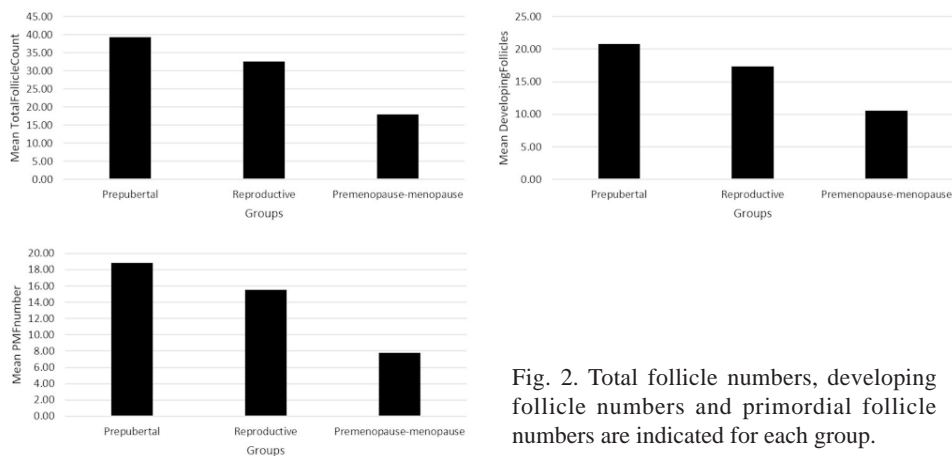 Mean TotalFollicleCount
45.00
40.00
35.00
30.00
25.00
20.00
15.00
10.00
5.00
0.00
Prepubertal Reproductive Premenopause-menopause
Groups
Mean DevelopingFollicles
25.00
20.00
15.00
10.00
5.00
0.00
Prepubertal Reproductive Premenopause-menopause
Groups
Mean PMFnumber
20.00
18.00
16.00
14.00
12.00
10.00
8.00
6.00
4.00
2.00
0.00
Prepubertal Reproductive Premenopause-menopause
Groups
Fig. 2. Total follicle numbers, developing
follicle numbers and primordial follicle
numbers are indicated for each group.